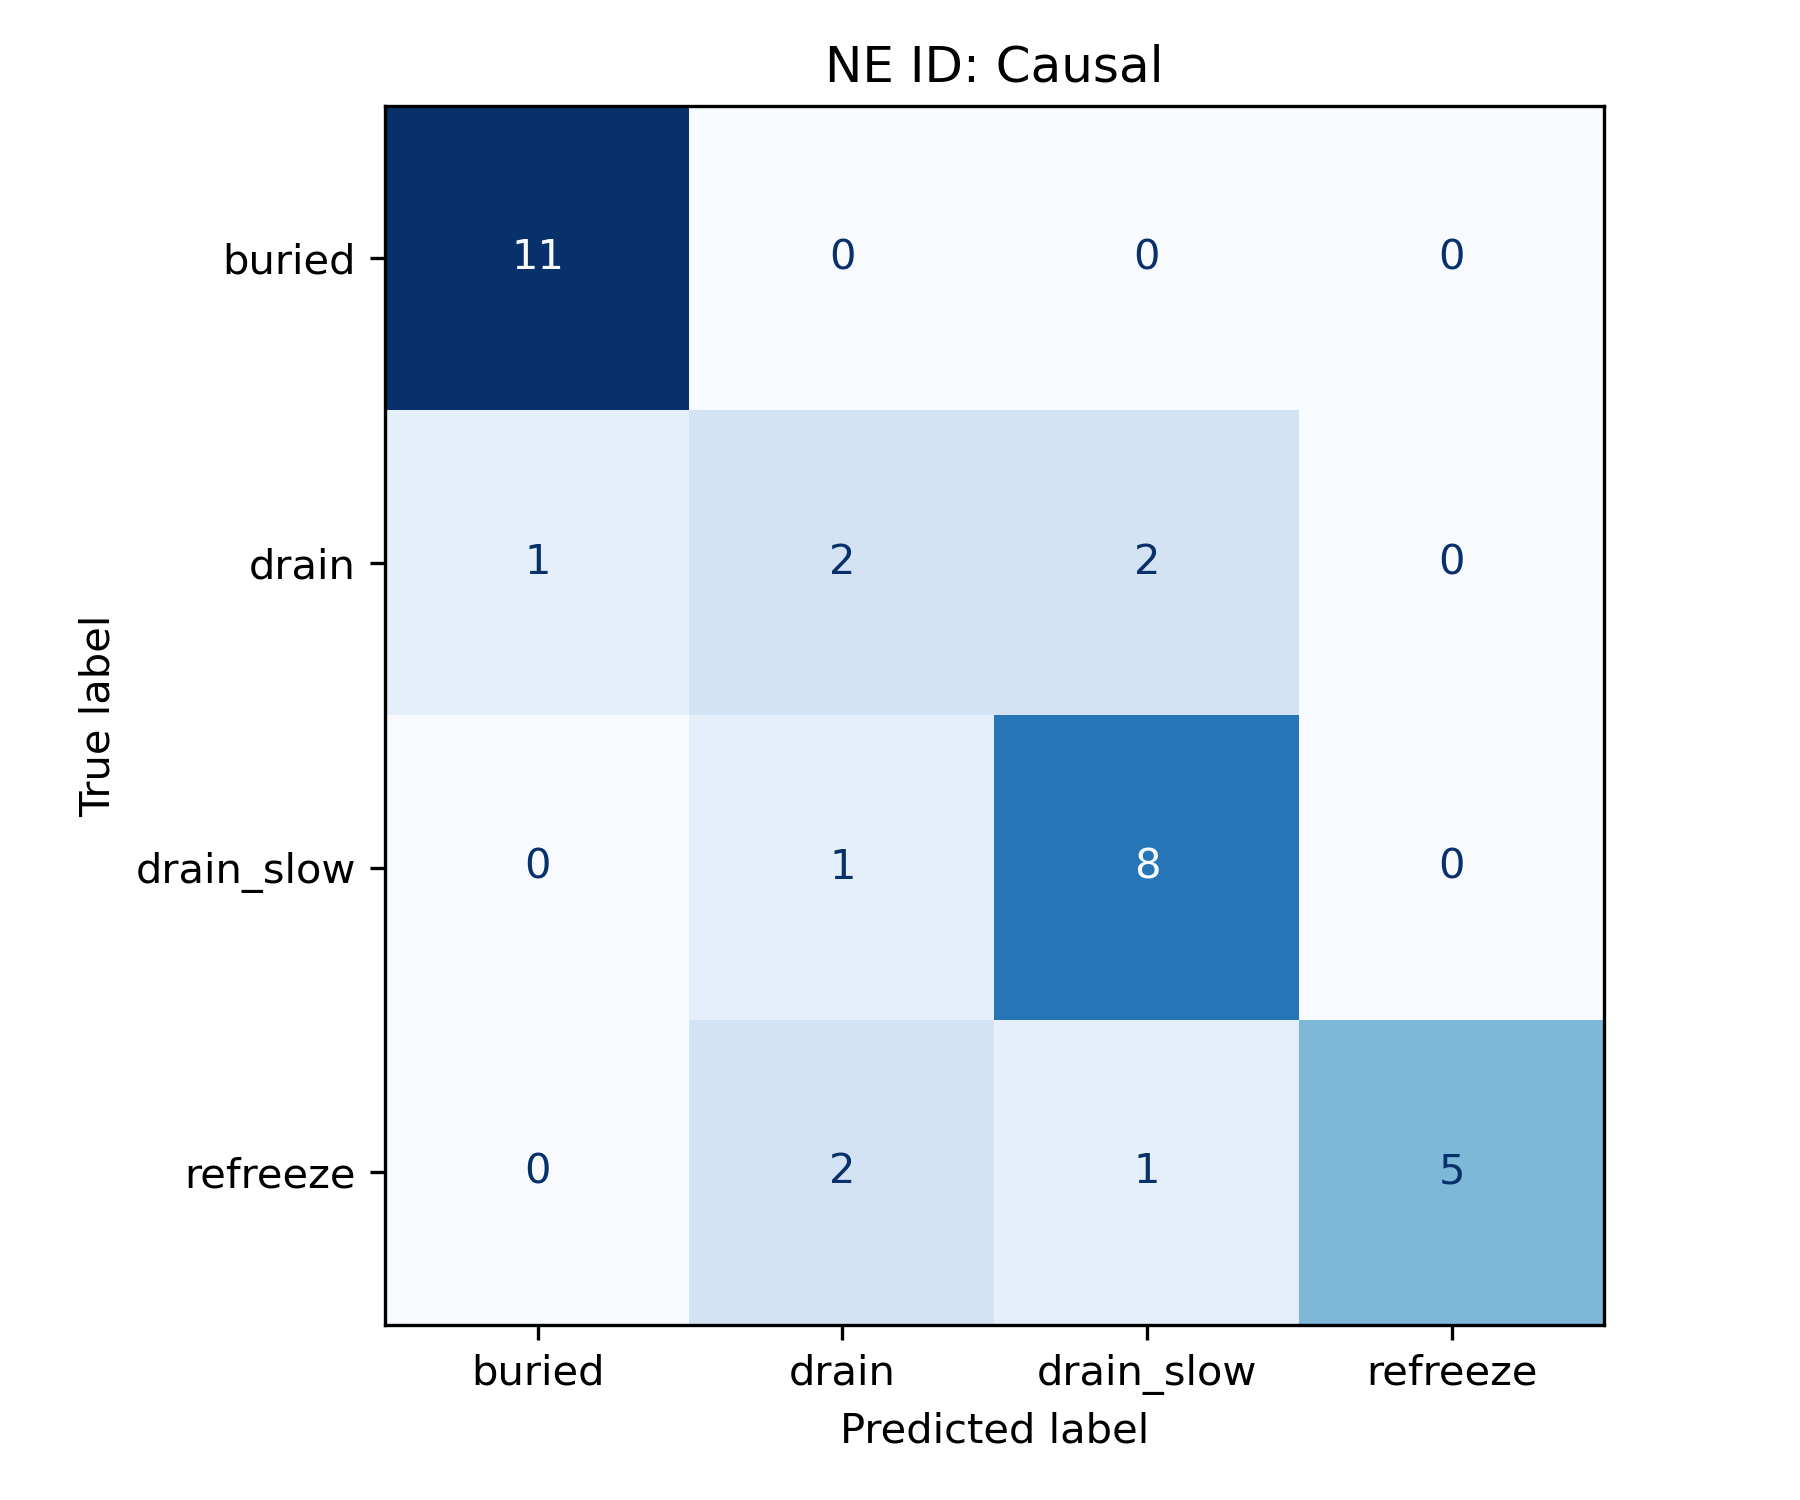 NE ID: Causal
buried 11 0 0 0
drain 1 2 2 0
True label
drain_slow 0 1 8 0
refreeze 0 2 1 5
buried drain drain_slow refreeze
Predicted label